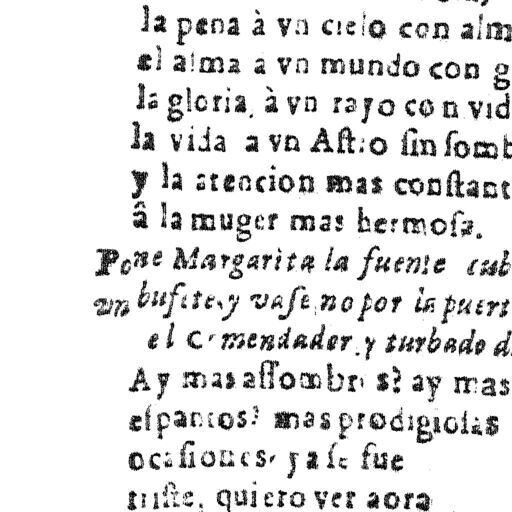 la pena à vn cielo con alm
el alma a vn mundo con g
la gloria, à vn rayo con vid
la vida a vn Aſtro ſin ſomb
y la atencion mas conſtant
â la muger mas hermoſa.
Pone Margarita la fuente cub
vn bufete, y vaſe, no por la puert
el Comendador, y turbado d
Ay mas aſſombros? ay mas
eſpantos? mas prodigioſas
ocaſiones, ya ſe fue
triſte, quiero ver aora